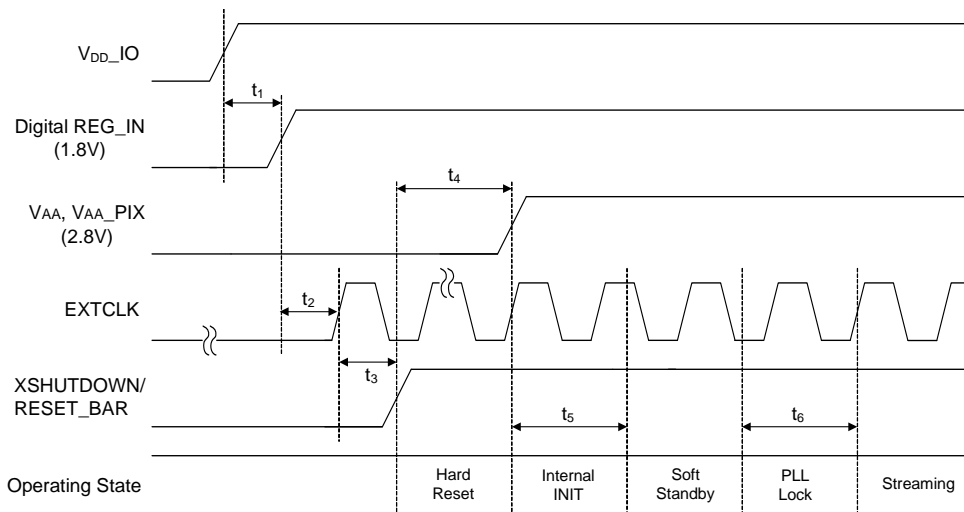 VDD_IO
t1
Digital REG_IN
(1.8V)
t4
VAA, VAA_PIX
(2.8V)
t2
EXTCLK
t3
XSHUTDOWN/
RESET_BAR
t5
t6
Operating State
Hard
Reset
Internal
INIT
Soft
Standby
PLL
Lock
Streaming